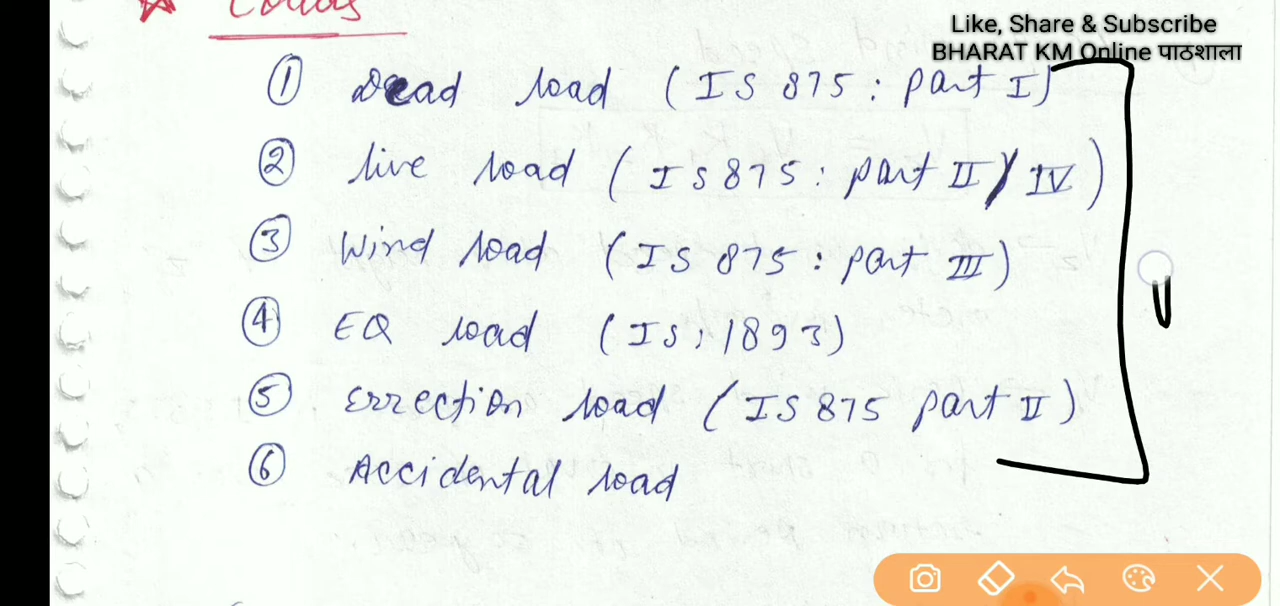 Loads
Like, Share & Subscribe
BHARAT KM Online पाठशाला
① Dead load (IS 875: part I)
② live load (IS 875: part II / IV)
③ Wind load (IS 875: part III)
④ EQ load (IS: 1893)
⑤ Errection load (IS 875 part II)
⑥ Accidental load